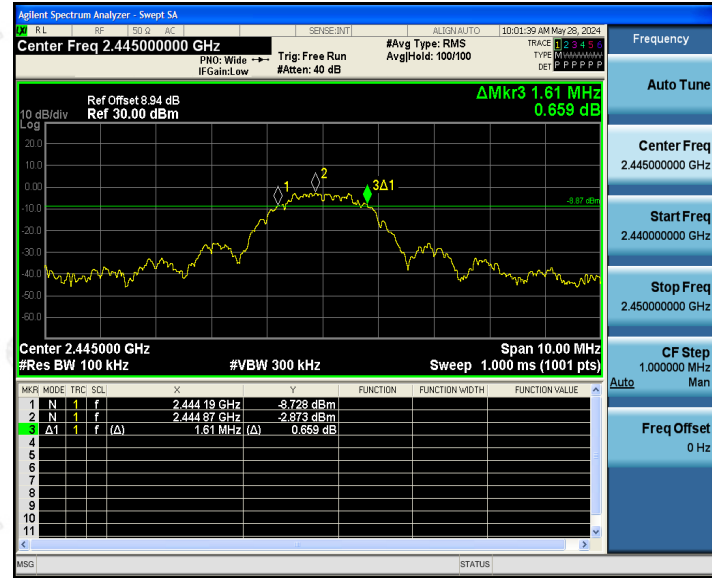 Agilent Spectrum Analyzer - Swept SA
RL RF 50 Ω AC SENSE:INT ALIGNAUTO 10:01:39 AM May 28, 2024
Center Freq 2.445000000 GHz
PNO: Wide
IFGain:Low
Trig: Free Run
#Atten: 40 dB
#Avg Type: RMS
Avg|Hold: 100/100
TRACE 1 2 3 4 5 6
TYPE M W W W W W
DET P P P P P P
Frequency
Auto Tune
Center Freq
2.445000000 GHz
Start Freq
2.440000000 GHz
Stop Freq
2.450000000 GHz
CF Step
1.000000 MHz
Auto Man
Freq Offset
0 Hz
10 dB/div
Log
Ref Offset 8.94 dB
Ref 30.00 dBm
ΔMkr3 1.61 MHz
0.659 dB
20.0
10.0
0.00
-10.0
-20.0
-30.0
-40.0
-50.0
-60.0
1
2
3Δ1
-8.87 dBm
Center 2.445000 GHz Span 10.00 MHz
#Res BW 100 kHz #VBW 300 kHz Sweep 1.000 ms (1001 pts)
MKR MODE TRC SCL X Y FUNCTION FUNCTION WIDTH FUNCTION VALUE
1 N 1 f 2.444 19 GHz -8.728 dBm
2 N 1 f 2.444 87 GHz -2.873 dBm
3 Δ1 1 f (Δ) 1.61 MHz (Δ) 0.659 dB
4
5
6
7
8
9
10
11
MSG STATUS